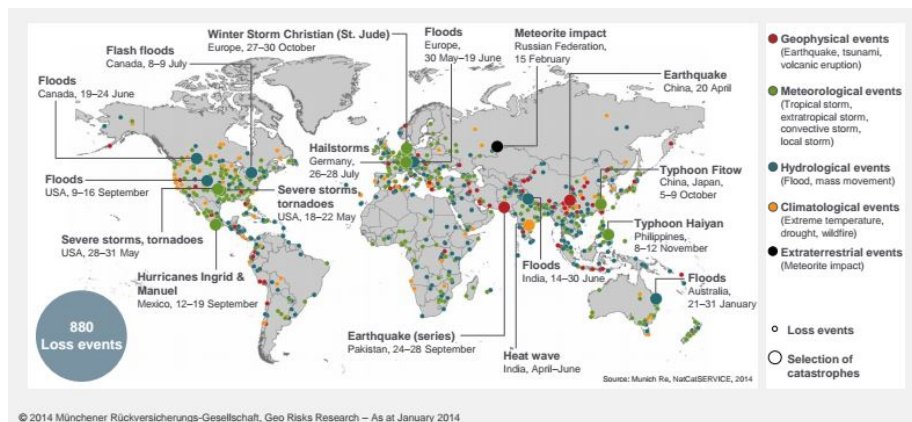 Winter Storm Christian (St. Jude)
Europe, 27–30 October
Floods
Europe,
30 May–19 June
Meteorite impact
Russian Federation,
15 February
Flash floods
Canada, 8–9 July
Floods
Canada, 19–24 June
Earthquake
China, 20 April
Hailstorms
Germany,
26–28 July
Floods
USA, 9–16 September
Severe storms,
tornadoes
USA, 18–22 May
Typhoon Fitow
China, Japan,
5–9 October
Severe storms, tornadoes
USA, 28–31 May
Typhoon Haiyan
Philippines,
8–12 November
Hurricanes Ingrid &
Manuel
Mexico, 12–19 September
Floods
India, 14–30 June
Floods
Australia,
21–31 January
Earthquake (series)
Pakistan, 24–28 September
Heat wave
India, April–June
880
Loss events
Source: Munich Re, NatCatSERVICE, 2014
Geophysical events
(Earthquake, tsunami,
volcanic eruption)
Meteorological events
(Tropical storm,
extratropical storm,
convective storm,
local storm)
Hydrological events
(Flood, mass movement)
Climatological events
(Extreme temperature,
drought, wildfire)
Extraterrestrial events
(Meteorite impact)
Loss events
Selection of
catastrophes
© 2014 Münchener Rückversicherungs-Gesellschaft, Geo Risks Research – As at January 2014